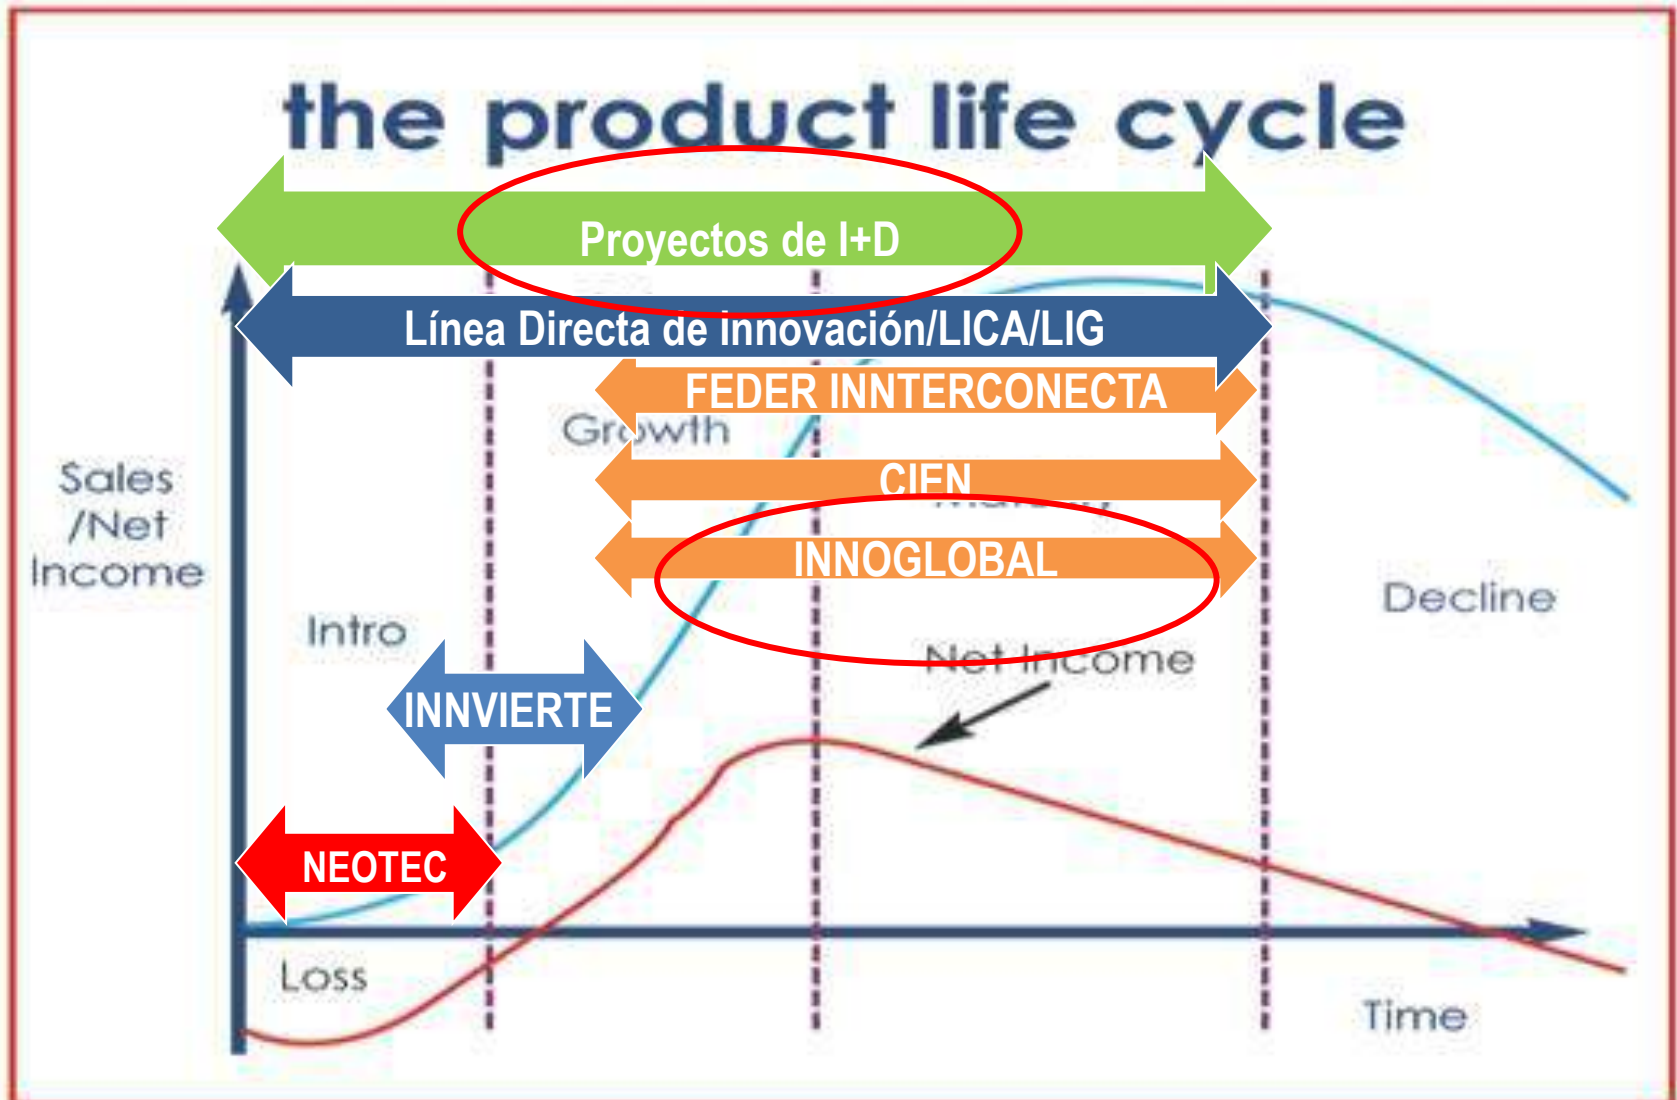 the product life cycle
Proyectos de I+D
Línea Directa de Innovación/LICA/LIG
FEDER INNTERCONECTA
Growth
Sales
/Net
Income
CIEN
Maturity
INNOGLOBAL
Decline
Intro
Net Income
INNVIERTE
NEOTEC
Loss
Time